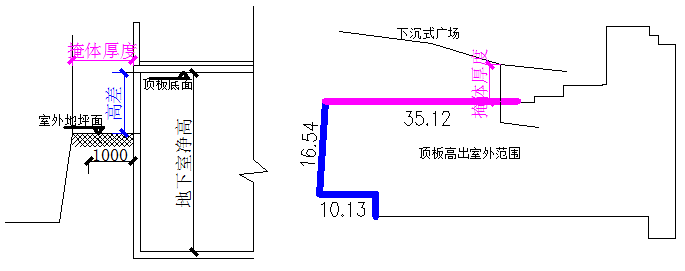 掩体厚度
高差
顶板底面
室外地坪面
1000
地下室净高
下沉式广场
掩体厚度
35.12
16.54
顶板高出室外范围
10.13